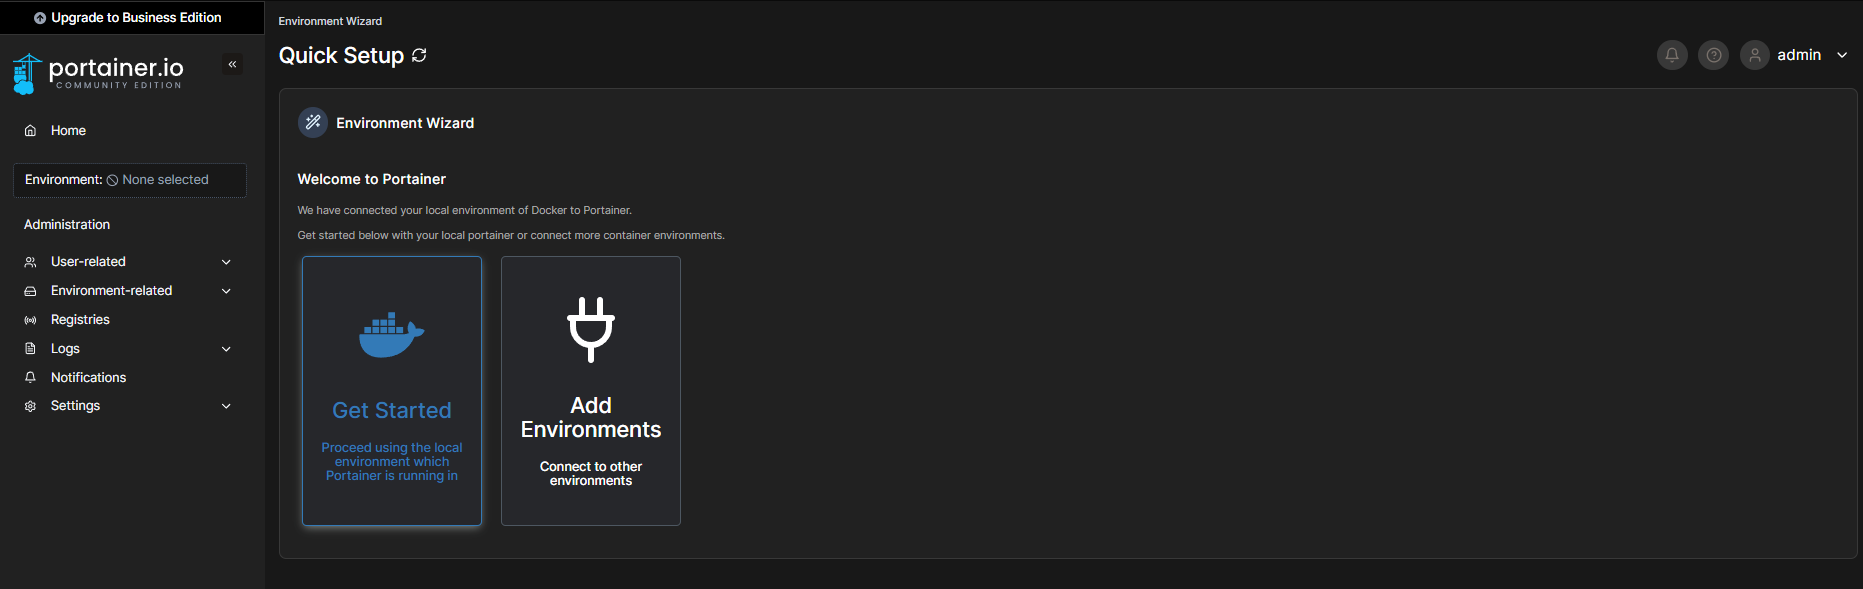 Upgrade to Business Edition
portainer.io
COMMUNITY EDITION
Home
Environment: None selected
Administration
User-related
Environment-related
Registries
Logs
Notifications
Settings
Environment Wizard
Quick Setup
admin
Environment Wizard
Welcome to Portainer
We have connected your local environment of Docker to Portainer.
Get started below with your local portainer or connect more container environments.
Get Started
Proceed using the local
environment which
Portainer is running in
Add
Environments
Connect to other
environments